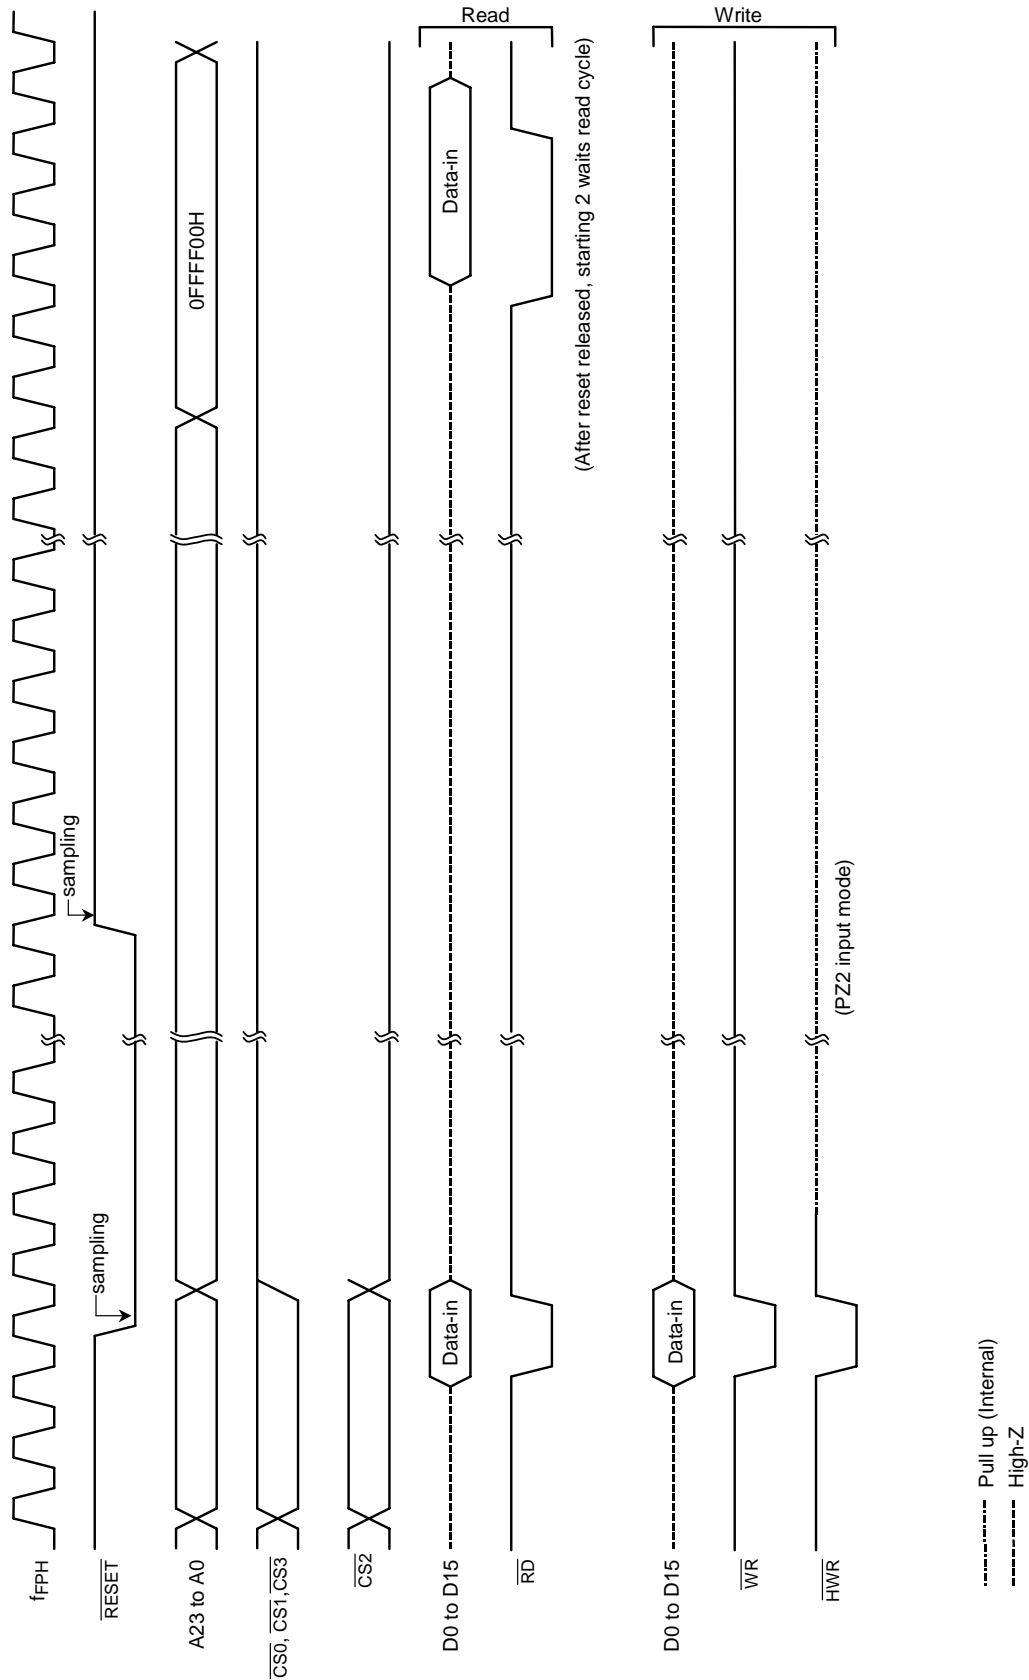 fFPH
RESET
sampling
sampling
A23 to A0
0FFFF00H
CS0, CS1, CS3
CS2
Read
D0 to D15
Data-in
Data-in
RD
(After reset released, starting 2 waits read cycle)
Write
D0 to D15
Data-in
WR
HWR
(PZ2 input mode)
Pull up (Internal)
High-Z